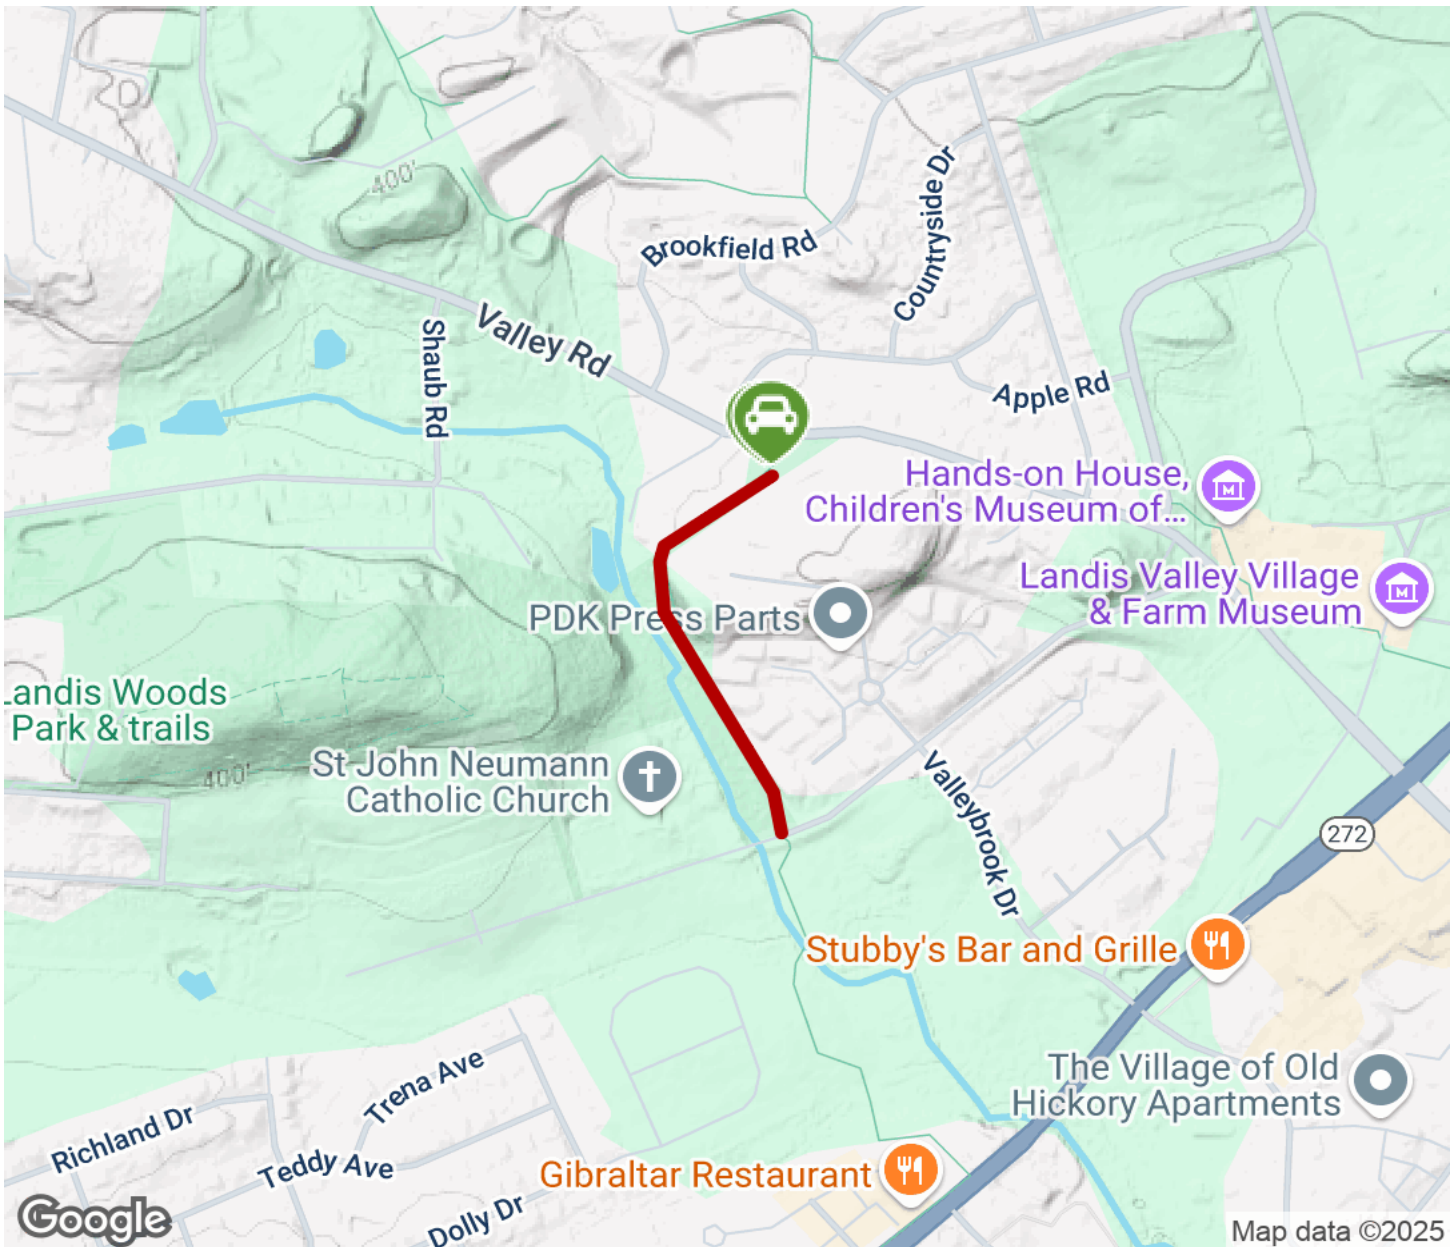 400'
Brookfield Rd
Countryside Dr
Valley Rd
Shaub Rd
Apple Rd
Hands-on House,
Children's Museum of...
Landis Valley Village
& Farm Museum
PDK Press Parts
Landis Woods
Park & trails
400'
St John Neumann
Catholic Church
Valleybrook Dr
272
Stubby's Bar and Grille
The Village of Old
Hickory Apartments
Trena Ave
Richland Dr
Teddy Ave
Gibraltar Restaurant
Dolly Dr
Google
Map data ©2025